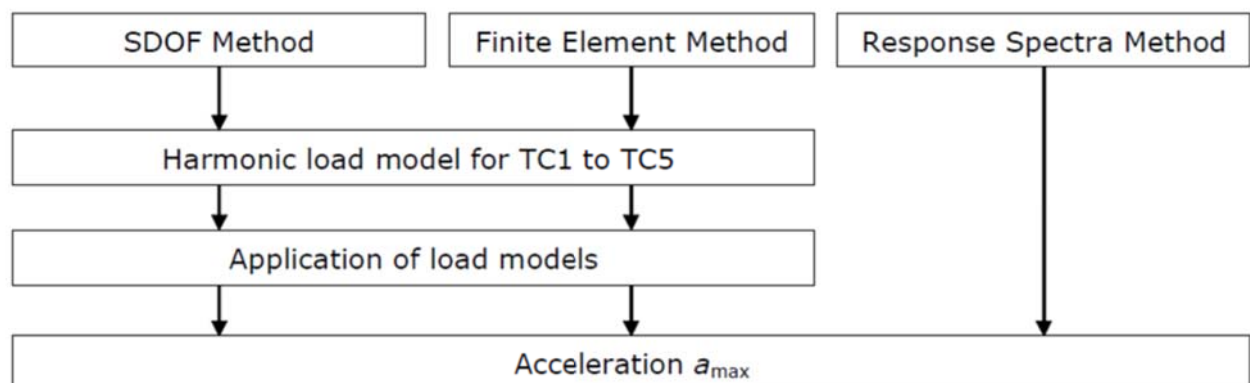 SDOF Method
Finite Element Method
Response Spectra Method
Harmonic load model for TC1 to TC5
Application of load models
Acceleration amax